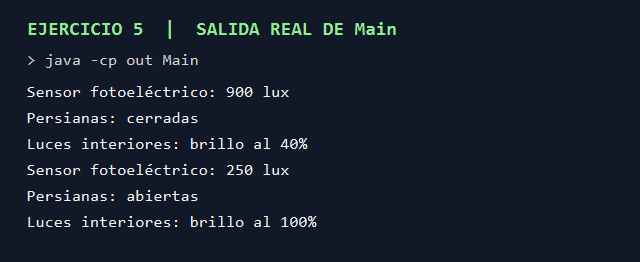 EJERCICIO 5 | SALIDA REAL DE Main
> java -cp out Main
Sensor fotoeléctrico: 900 lux
Persianas: cerradas
Luces interiores: brillo al 40%
Sensor fotoeléctrico: 250 lux
Persianas: abiertas
Luces interiores: brillo al 100%